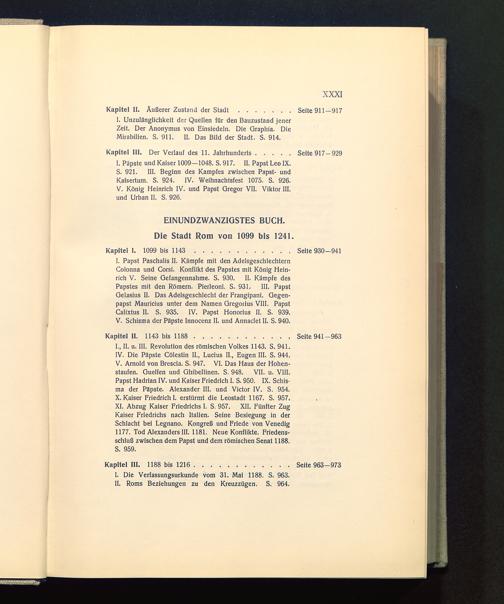 XXXI
Kapitel II. Äußerer Zustand der Stadt . . . . . . . Seite 911—917
I. Unzulänglichkeit der Quellen für den Bauzustand jener
Zeit. Der Anonymus von Einsiedeln. Die Graphia. Die
Mirabilien. S. 911. II. Das Bild der Stadt. S. 914.
Kapitel III. Der Verlauf des 11. Jahrhunderts . . . . . Seite 917—929
I. Päpste und Kaiser 1009—1048. S. 917. II. Papst Leo IX.
S. 921. III. Beginn des Kampfes zwischen Papst- und
Kaisertum. S. 924. IV. Weihnachtsfest 1075. S. 926.
V. König Heinrich IV. und Papst Gregor VII. Viktor III.
und Urban II. S. 926.
EINUNDZWANZIGSTES BUCH.
Die Stadt Rom von 1099 bis 1241.
Kapitel I. 1099 bis 1143 . . . . . . . . . . . . Seite 930—941
I. Papst Paschalis II. Kämpfe mit den Adelsgeschlechtern
Colonna und Corsi. Konflikt des Papstes mit König Hein-
rich V. Seine Gefangennahme. S. 930. II. Kämpfe des
Papstes mit den Römern. Pierleoni. S. 931. III. Papst
Gelasius II. Das Adelsgeschlecht der Frangipani. Gegen-
papst Mauricius unter dem Namen Gregorius VIII. Papst
Calixtus II. S. 935. IV. Papst Honorius II. S. 939.
V. Schisma der Päpste Innocenz II. und Annaclet II. S. 940.
Kapitel II. 1143 bis 1188 . . . . . . . . . . . . Seite 941—963
I., II. u. III. Revolution des römischen Volkes 1143. S. 941.
IV. Die Päpste Cölestin II., Lucius II., Eugen III. S. 944.
V. Arnold von Brescia. S. 947. VI. Das Haus der Hohen-
staufen. Guelfen und Ghibellinen. S. 948. VII. u. VIII.
Papst Hadrian IV. und Kaiser Friedrich I. S. 950. IX. Schis-
ma der Päpste. Alexander III. und Victor IV. S. 954.
X. Kaiser Friedrich I. erstürmt die Leostadt 1167. S. 957.
XI. Abzug Kaiser Friedrichs I. S. 957. XII. Fünfter Zug
Kaiser Friedrichs nach Italien. Seine Besiegung in der
Schlacht bei Legnano. Kongreß und Friede von Venedig
1177. Tod Alexanders III. 1181. Neue Konflikte. Friedens-
schluß zwischen dem Papst und dem römischen Senat 1188.
S. 959.
Kapitel III. 1188 bis 1216 . . . . . . . . . . . . Seite 963—973
I. Die Verfassungsurkunde vom 31. Mai 1188. S. 963.
II. Roms Beziehungen zu den Kreuzzügen. S. 964.